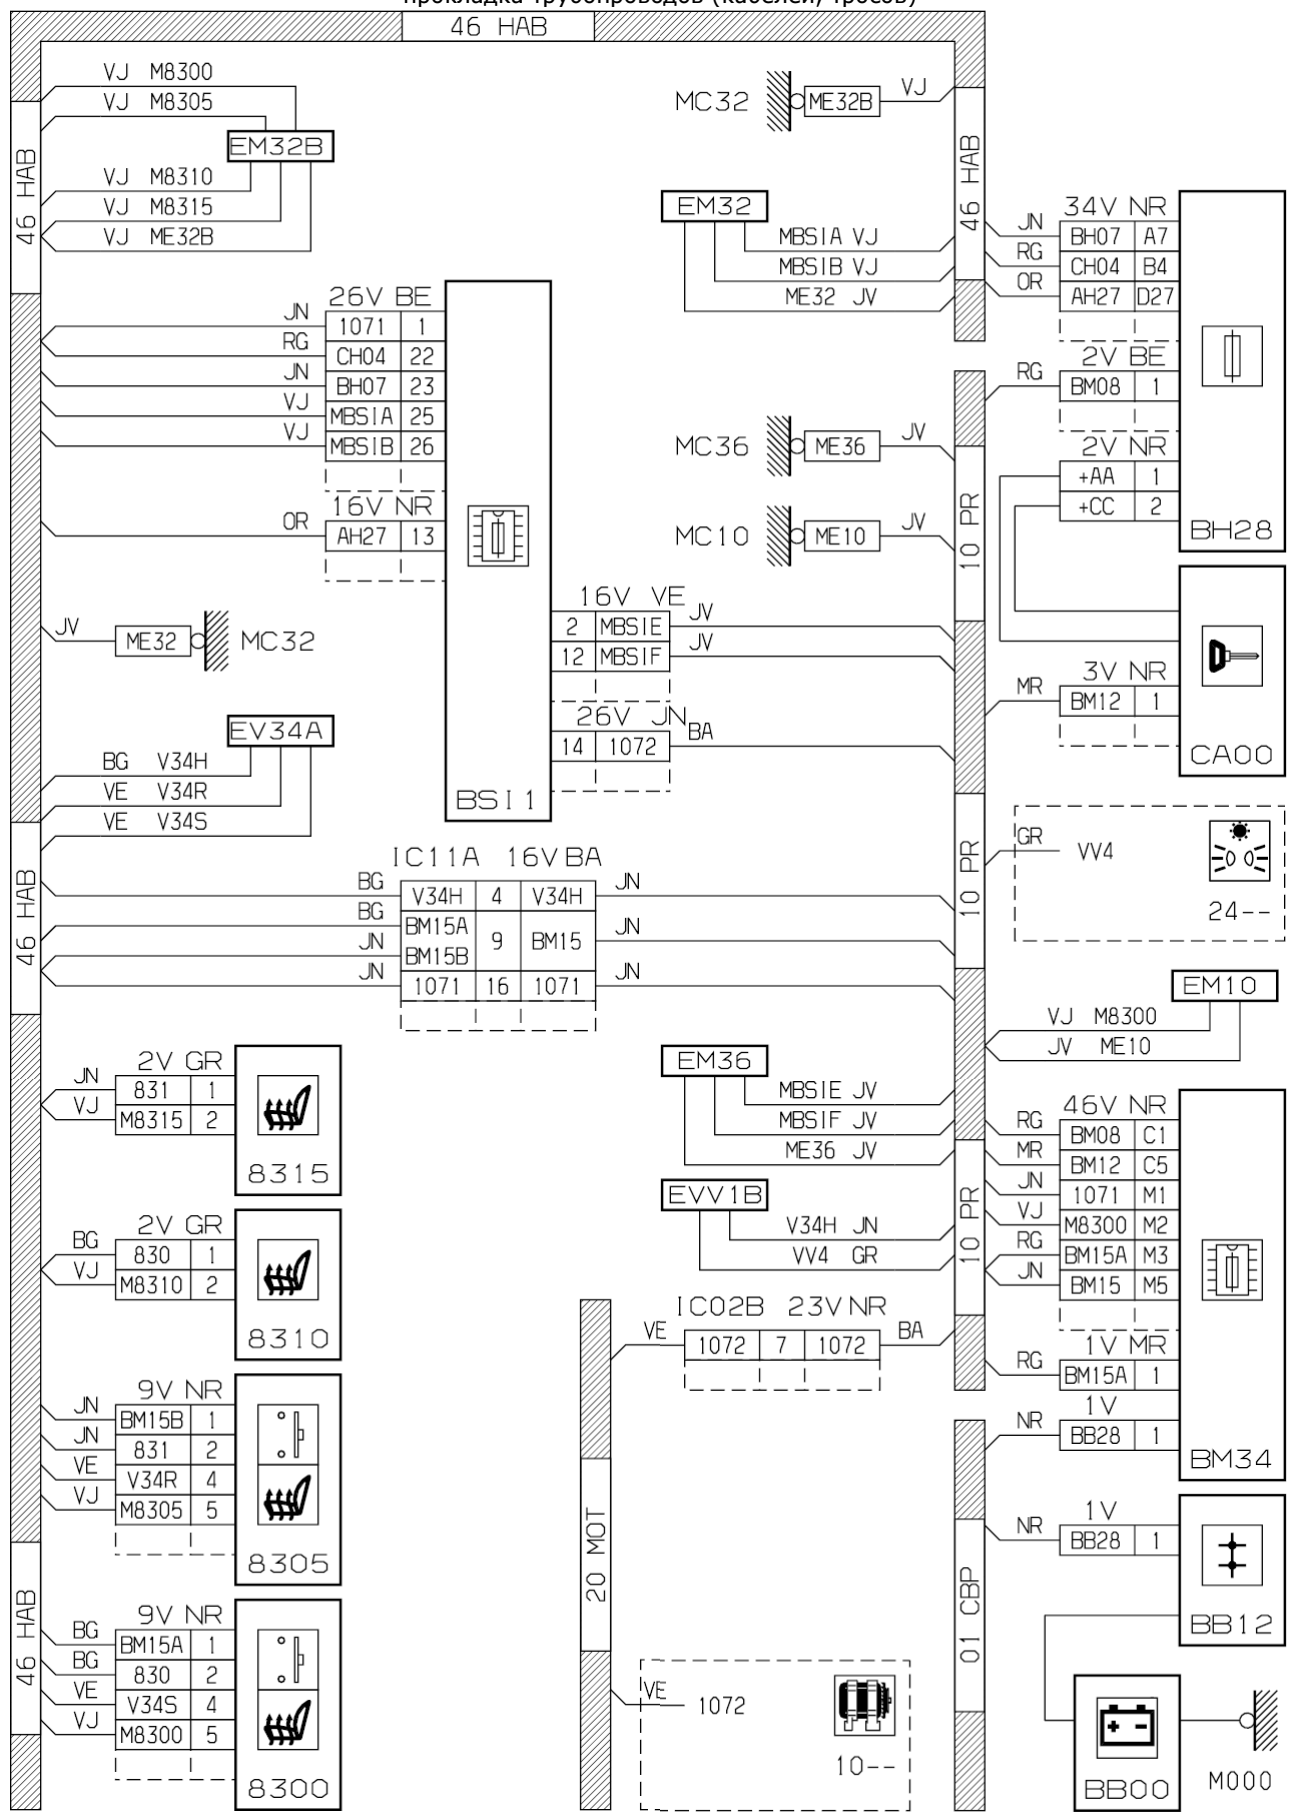 прокладка трубопроводов (кабелей, тросов)
46 HAB
VJ M8300
VJ M8305
EM32B
VJ M8310
VJ M8315
VJ ME32B
46 HAB
MC32 ME32B VJ
EM32
MBSIA VJ
MBSIB VJ
ME32 JV
46 HAB
34V NR
JN BH07 A7
RG CH04 B4
OR AH27 D27
2V BE
RG BM08 1
2V NR
+AA 1
+CC 2
BH28
26V BE
JN 1071 1
RG CH04 22
JN BH07 23
VJ MBSIA 25
VJ MBSIB 26
16V NR
OR AH27 13
MC36 ME36 JV
MC10 ME10 JV
10 PR
16V VE
2 MBSIE JV
12 MBSIF JV
26V JN
14 1072 BA
BSI1
JV ME32 MC32
3V NR
MR BM12 1
CA00
EV34A
BG V34H
VE V34R
VE V34S
46 HAB
IC11A 16V BA
BG V34H 4 V34H JN
BG BM15A 9 BM15 JN
JN BM15B
JN 1071 16 1071 JN
10 PR
GR VV4
24--
EM10
VJ M8300
JV ME10
2V GR
JN 831 1
VJ M8315 2
8315
EM36
MBSIE JV
MBSIF JV
ME36 JV
EVV1B
V34H JN
VV4 GR
10 PR
46V NR
RG BM08 C1
MR BM12 C5
JN 1071 M1
VJ M8300 M2
RG BM15A M3
JN BM15 M5
1V MR
RG BM15A 1
1V
NR BB28 1
BM34
2V GR
BG 830 1
VJ M8310 2
8310
IC02B 23V NR
VE 1072 7 1072 BA
9V NR
JN BM15B 1
JN 831 2
VE V34R 4
VJ M8305 5
8305
20 MOT
01 CBP
1V
NR BB28 1
BB12
46 HAB
9V NR
BG BM15A 1
BG 830 2
VE V34S 4
VJ M8300 5
8300
VE 1072
10--
+ -
BB00
M000